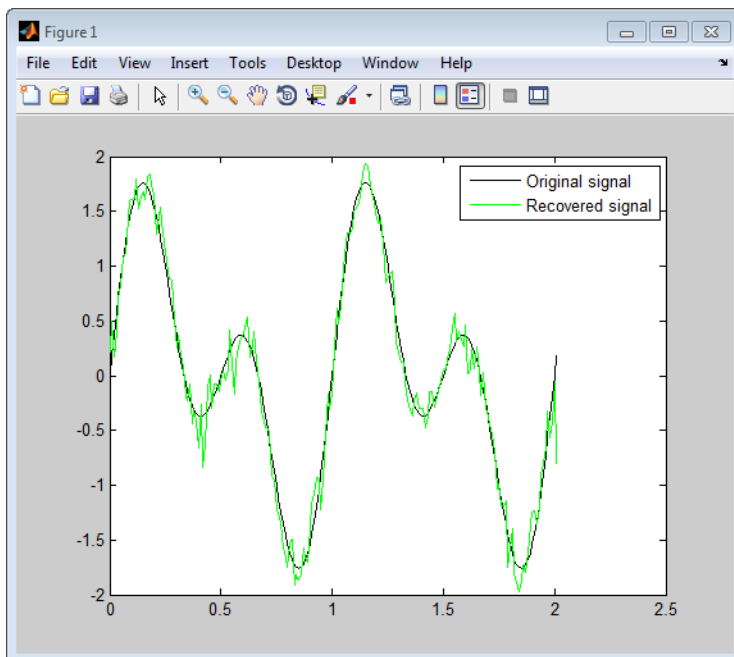 Figure 1
File Edit View Insert Tools Desktop Window Help
Original signal
Recovered signal
2
1.5
1
0.5
0
-0.5
-1
-1.5
-2
0 0.5 1 1.5 2 2.5